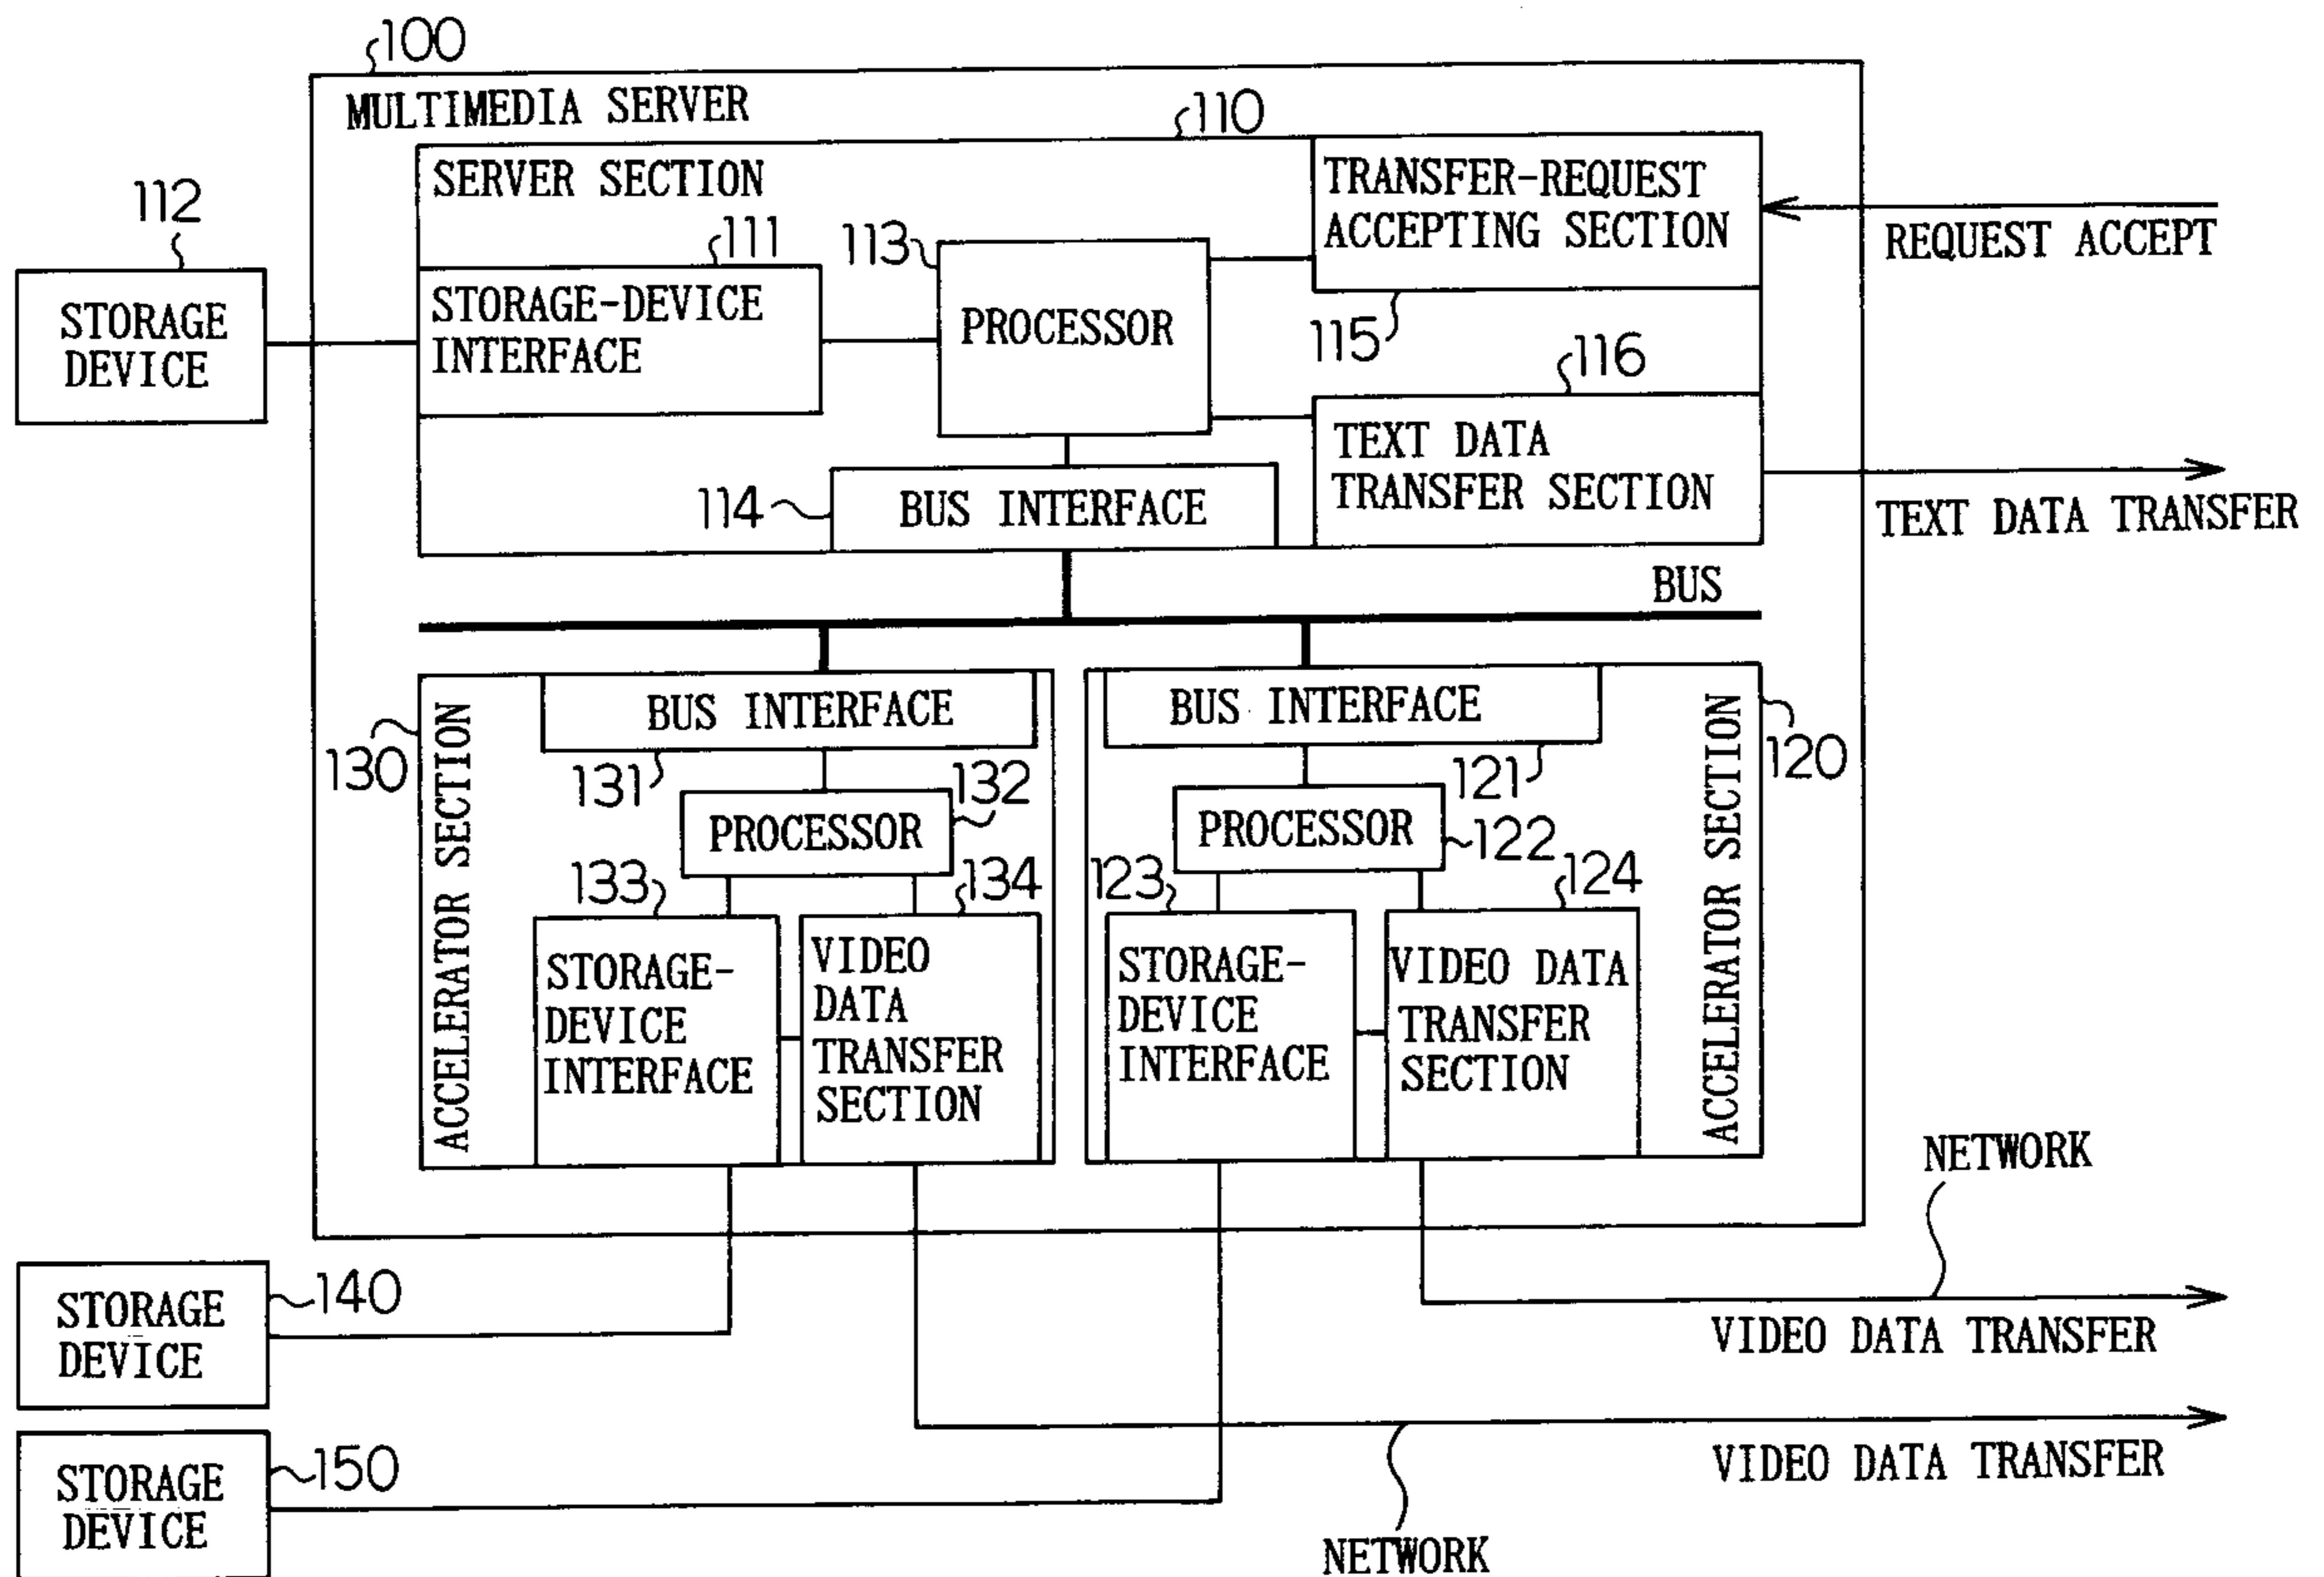 100
MULTIMEDIA SERVER
110
SERVER SECTION
TRANSFER-REQUEST
ACCEPTING SECTION
REQUEST ACCEPT
112
STORAGE
DEVICE
111
STORAGE-DEVICE
INTERFACE
113
PROCESSOR
115
116
TEXT DATA
TRANSFER SECTION
TEXT DATA TRANSFER
114
BUS INTERFACE
BUS
130
ACCELERATOR SECTION
BUS INTERFACE
131
PROCESSOR
132
133
STORAGE-
DEVICE
INTERFACE
134
VIDEO
DATA
TRANSFER
SECTION
BUS INTERFACE
121
120
ACCELERATOR SECTION
PROCESSOR
122
123
STORAGE-
DEVICE
INTERFACE
124
VIDEO DATA
TRANSFER
SECTION
NETWORK
VIDEO DATA TRANSFER
140
STORAGE
DEVICE
150
STORAGE
DEVICE
VIDEO DATA TRANSFER
NETWORK